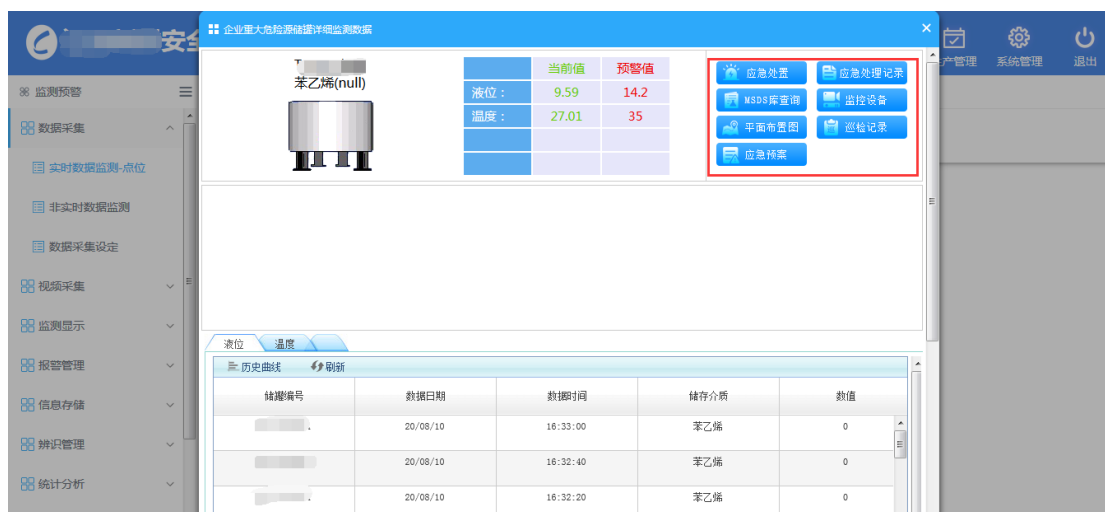 安全
企业重大危险源储罐详细监测数据
产管理 系统管理 退出
监测预警
数据采集
实时数据监测-点位
非实时数据监测
数据采集设定
视频采集
监测显示
报警管理
信息存储
辨识管理
统计分析
苯乙烯(null)
当前值 预警值
液位: 9.59 14.2
温度: 27.01 35
应急处置 应急处理记录
MSDS库查询 监控设备
平面布置图 巡检记录
应急预案
液位 温度
历史曲线 刷新
储罐编号 数据日期 数据时间 储存介质 数值
20/08/10 16:33:00 苯乙烯 0
20/08/10 16:32:40 苯乙烯 0
20/08/10 16:32:20 苯乙烯 0